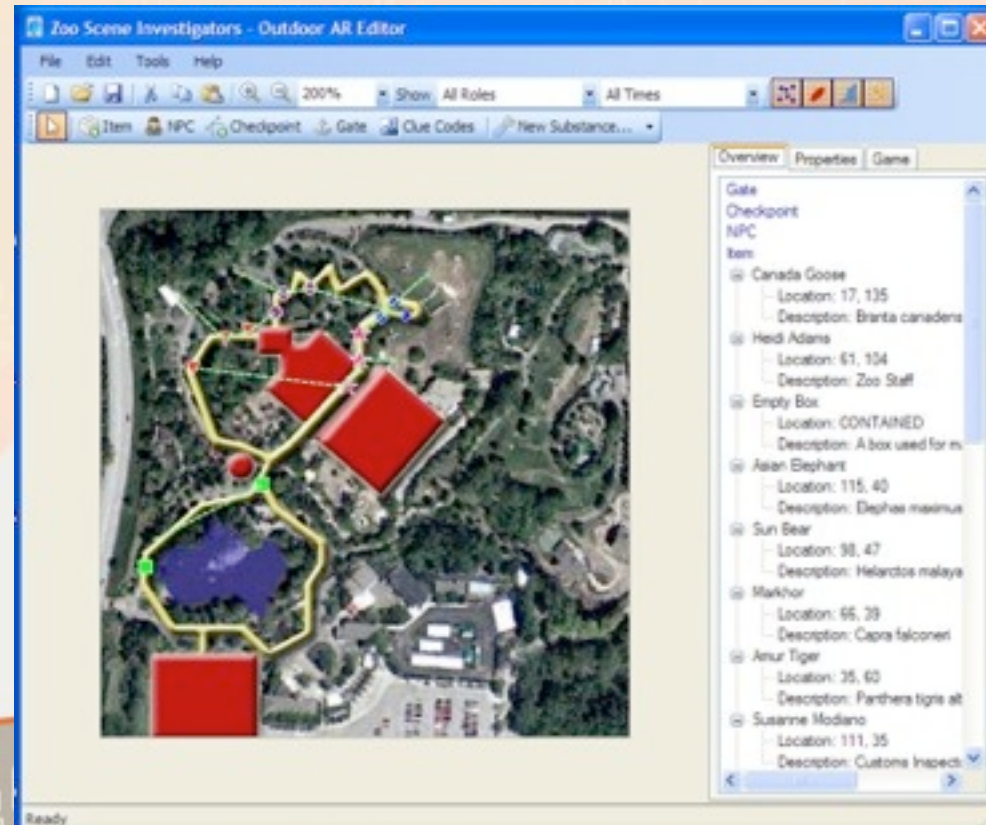 Zoo Scene Investigators - Outdoor AR Editor
File Edit Tools Help
200% Show All Roles All Times
Item NPC Checkpoint Gate Clue Codes New Substance...
Overview Properties Game
Gate
Checkpoint
NPC
Item
Canada Goose
Location: 17, 135
Description: Branta canadens
Heidi Adams
Location: 61, 104
Description: Zoo Staff
Empty Box
Location: CONTAINED
Description: A box used for m
Asian Elephant
Location: 115, 40
Description: Elephas maximus
Sun Bear
Location: 98, 47
Description: Helarctos malaya
Markhor
Location: 66, 39
Description: Capra falconeri
Amur Tiger
Location: 35, 60
Description: Panthera tigris alt
Susanne Modiano
Location: 111, 35
Description: Customs Inspect
Ready